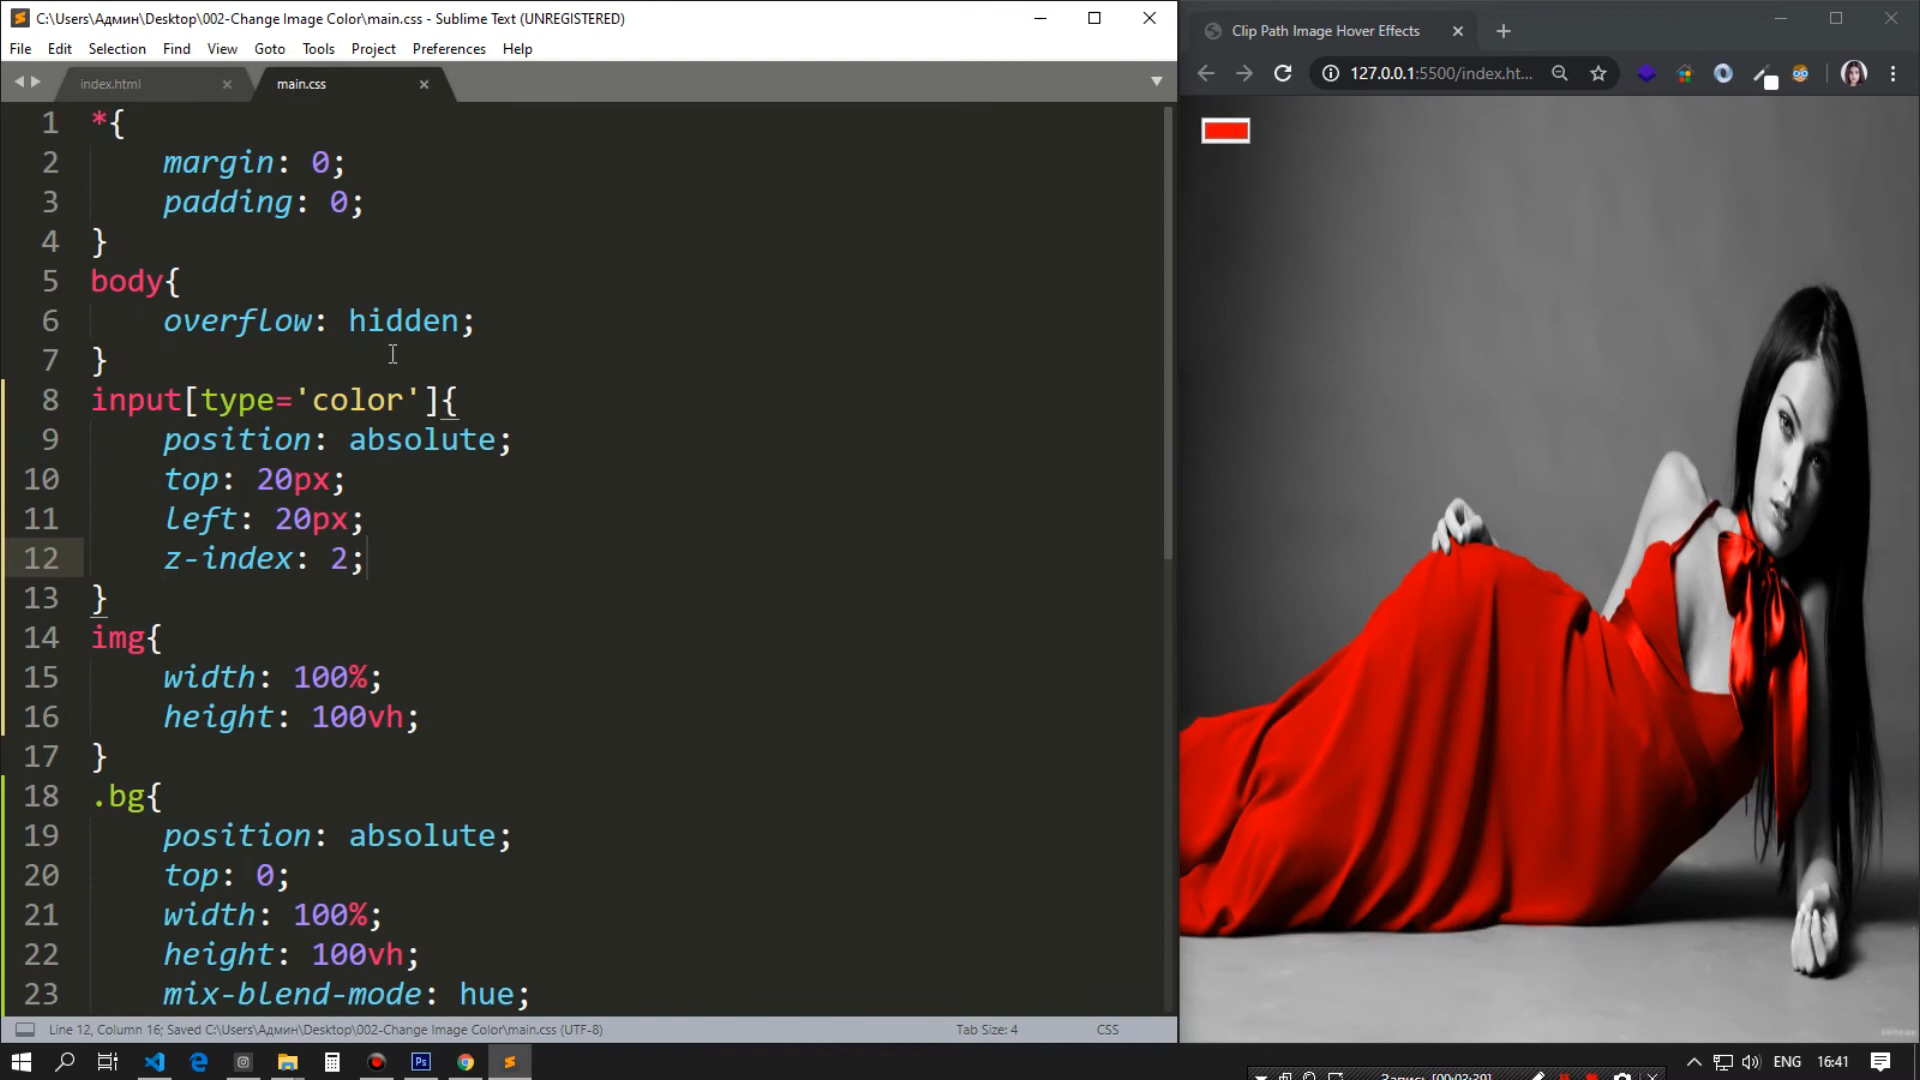 C:\Users\Админ\Desktop\002-Change Image Color\main.css - Sublime Text (UNREGISTERED)
File Edit Selection Find View Goto Tools Project Preferences Help
index.html main.css
1 *{
2 margin: 0;
3 padding: 0;
4 }
5 body{
6 overflow: hidden;
7 }
8 input[type='color']{
9 position: absolute;
10 top: 20px;
11 left: 20px;
12 z-index: 2;
13 }
14 img{
15 width: 100%;
16 height: 100vh;
17 }
18 .bg{
19 position: absolute;
20 top: 0;
21 width: 100%;
22 height: 100vh;
23 mix-blend-mode: hue;
Line 12, Column 16; Saved C:\Users\Админ\Desktop\002-Change Image Color\main.css (UTF-8) Tab Size: 4 CSS
Clip Path Image Hover Effects
127.0.0.1:5500/index.ht...
Ps
ENG 16:41